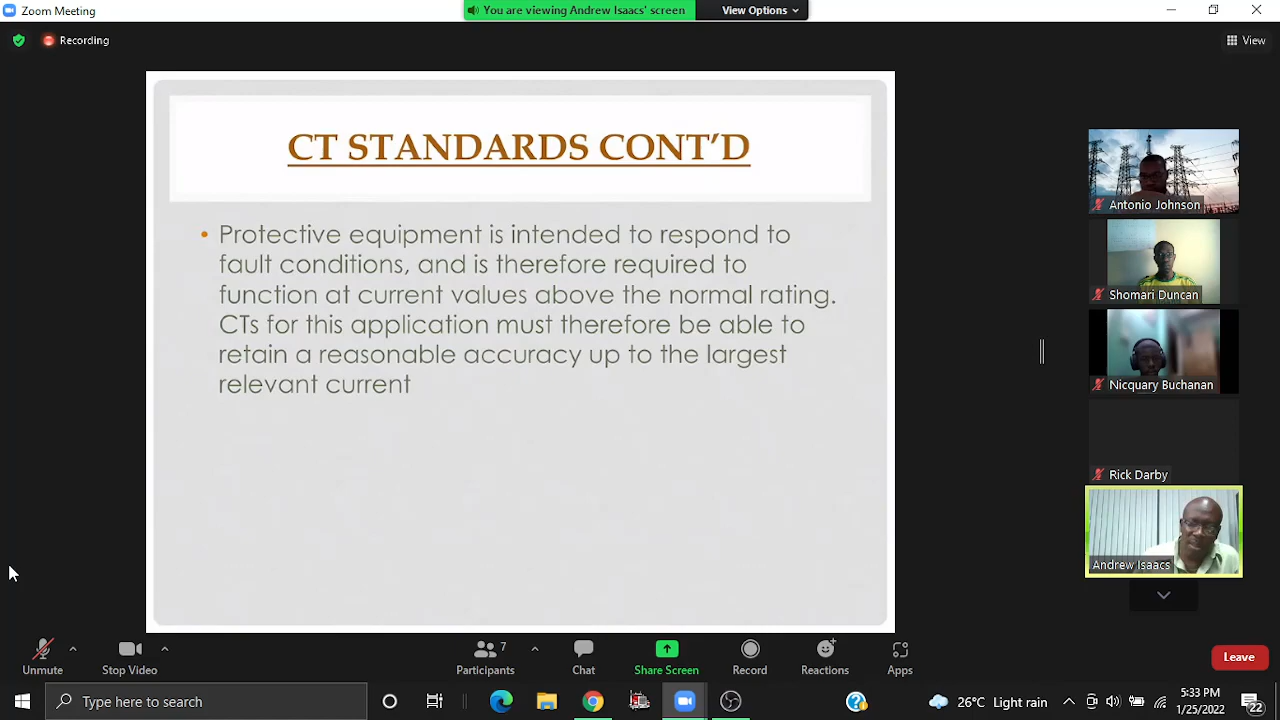 Zoom Meeting
You are viewing Andrew Isaacs' screen
View Options
Recording
View
CT STANDARDS CONT’D
• Protective equipment is intended to respond to
fault conditions, and is therefore required to
function at current values above the normal rating.
CTs for this application must therefore be able to
retain a reasonable accuracy up to the largest
relevant current
Antonio Johnson
Shomari Duncan
Nicquary Buchanan
Rick Darby
Andrew Isaacs
Unmute
Stop Video
7
Participants
Chat
Share Screen
Record
Reactions
Apps
Leave
Type here to search
26°C Light rain
5:33 PM
1/25/2022
22